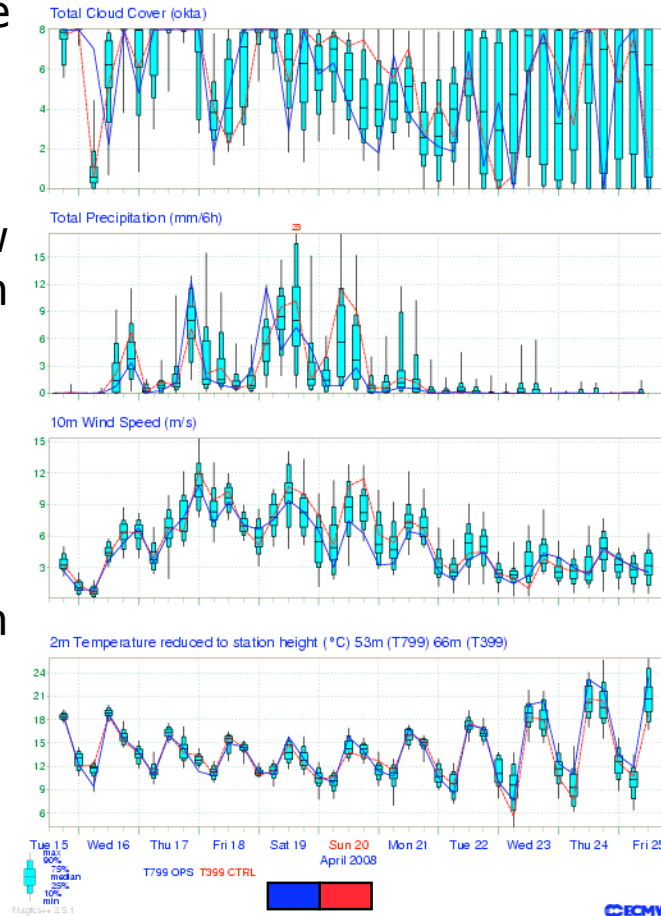 Total Cloud Cover (okta)
8
6
4
2
0
Total Precipitation (mm/6h)
15
12
9
6
3
0
10m Wind Speed (m/s)
15
12
9
6
3
2m Temperature reduced to station height (°C) 53m (T799) 66m (T399)
24
21
18
15
12
9
6
Tue 15 Wed 16 Thu 17 Fri 18 Sat 19 Sun 20 Mon 21 Tue 22 Wed 23 Thu 24 Fri 25
April 2008
max
90%
75%
median
25%
10%
min
T799 OPS T399 CTRL
Magics++ 2.5.1